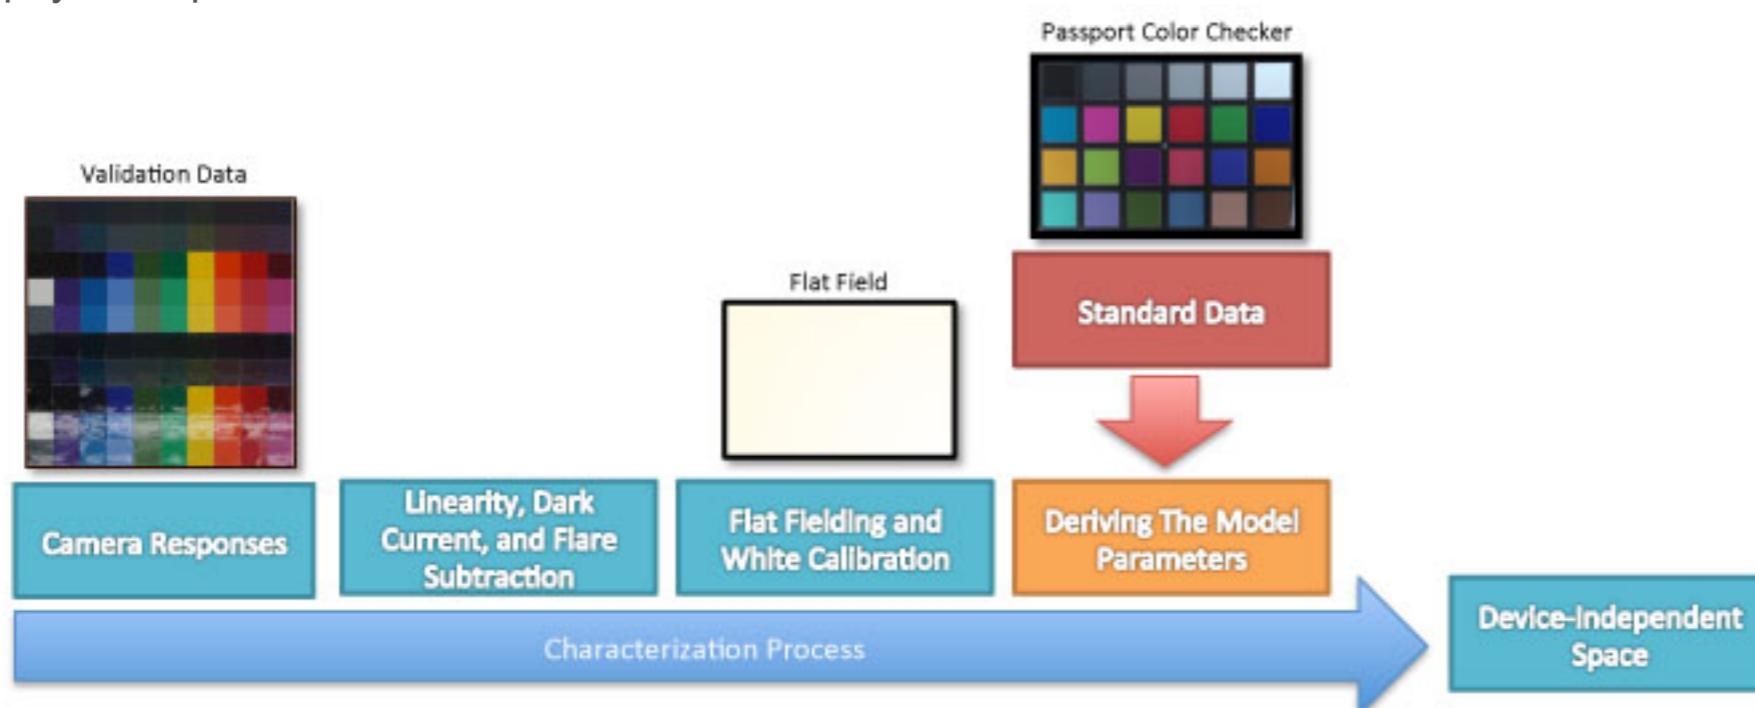 Passport Color Checker
Validation Data
Flat Field
Standard Data
Camera Responses
Linearity, Dark
Current, and Flare
Subtraction
Flat Fielding and
White Calibration
Deriving The Model
Parameters
Characterization Process
Device-Independent
Space